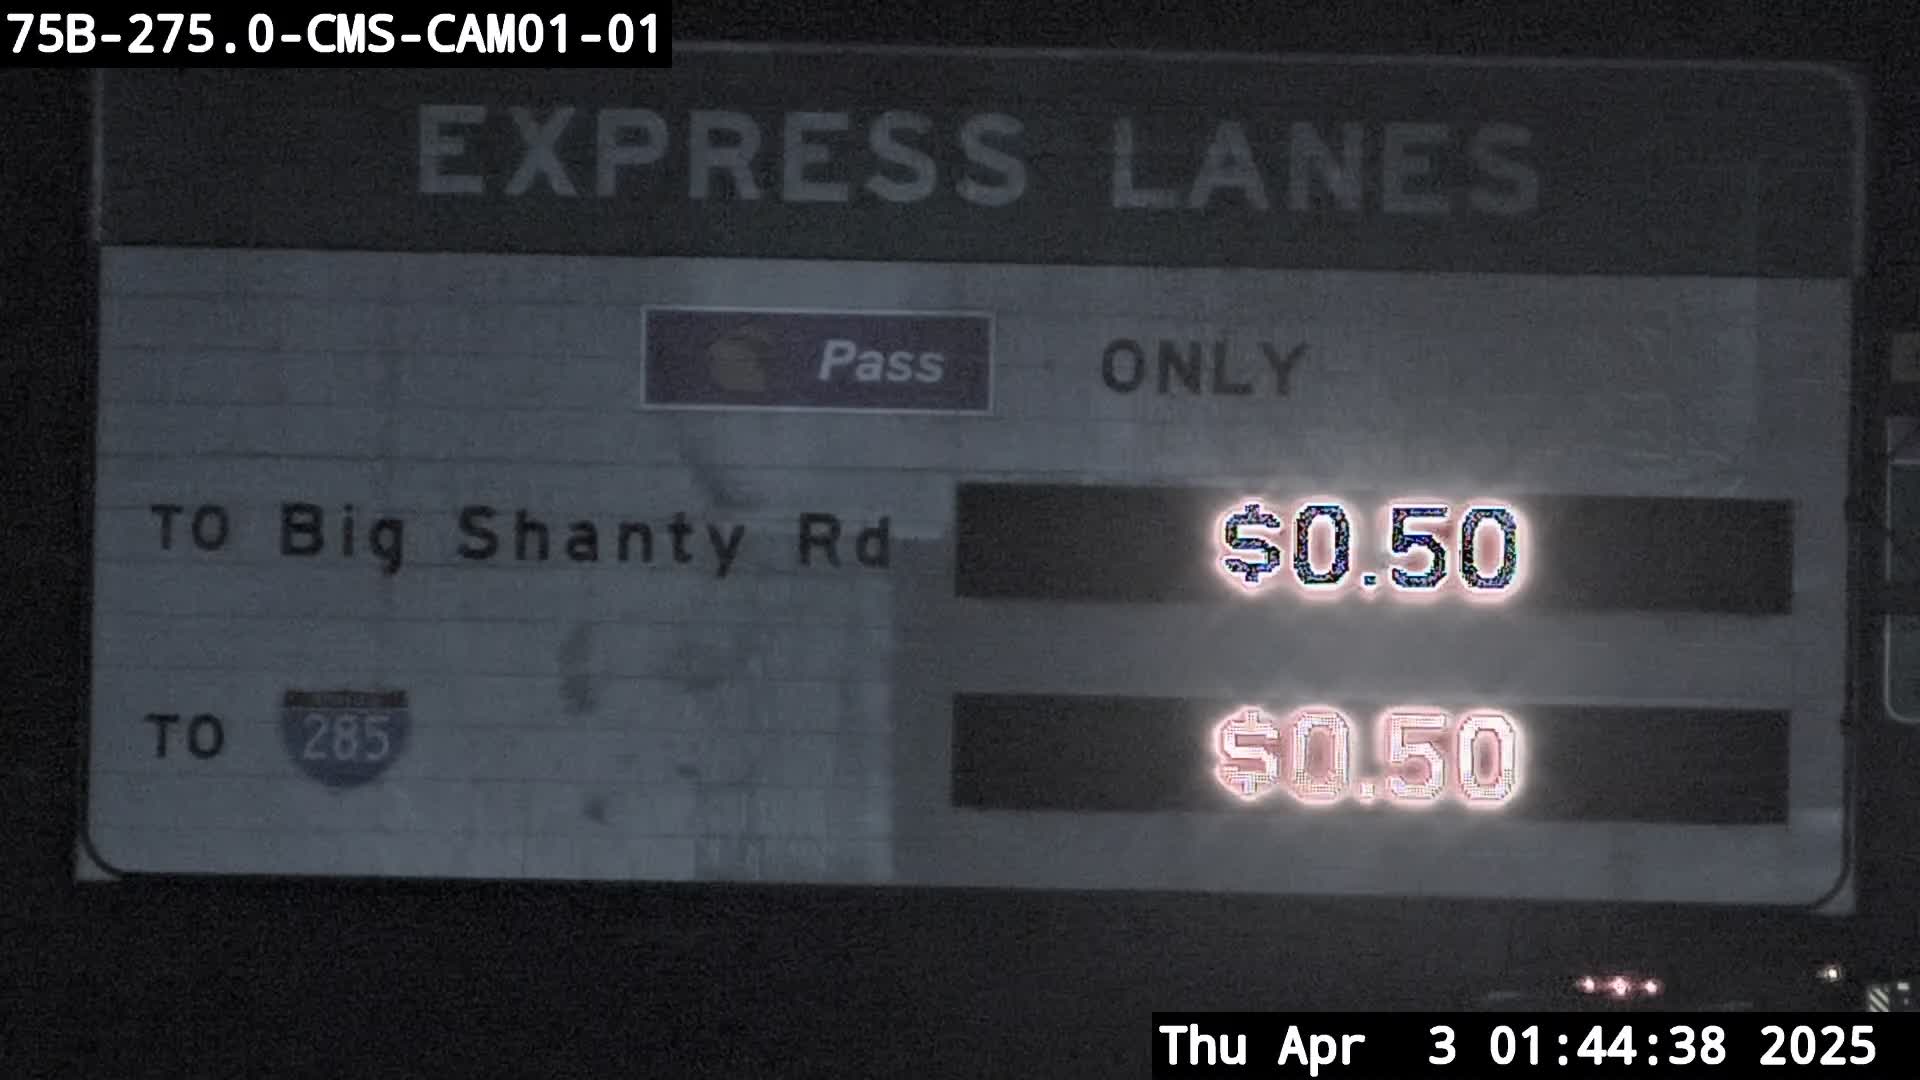 75B-275.0-CMS-CAM01-01
EXPRESS LANES
Pass ONLY
TO Big Shanty Rd $0.50
TO 285 $0.50
Thu Apr 3 01:44:38 2025